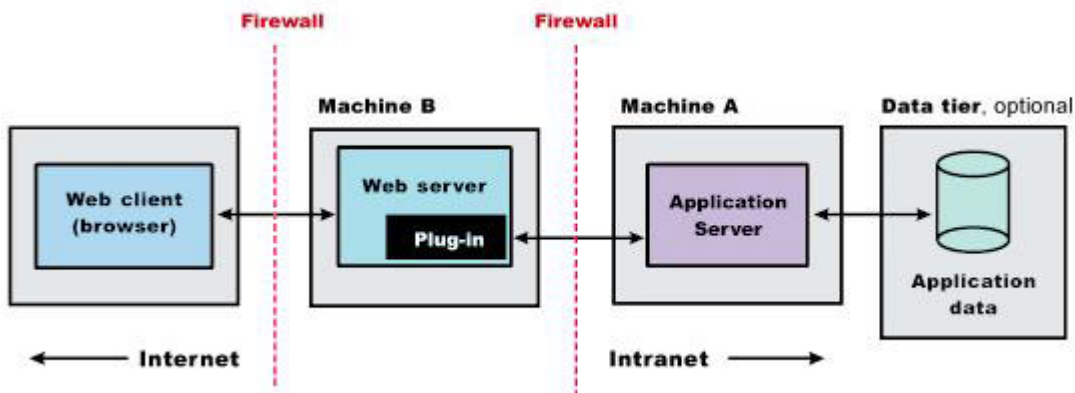 Firewall
Firewall
Machine B
Machine A
Data tier, optional
Web client
(browser)
Web server
Plug-in
Application
Server
Application
data
Internet
Intranet